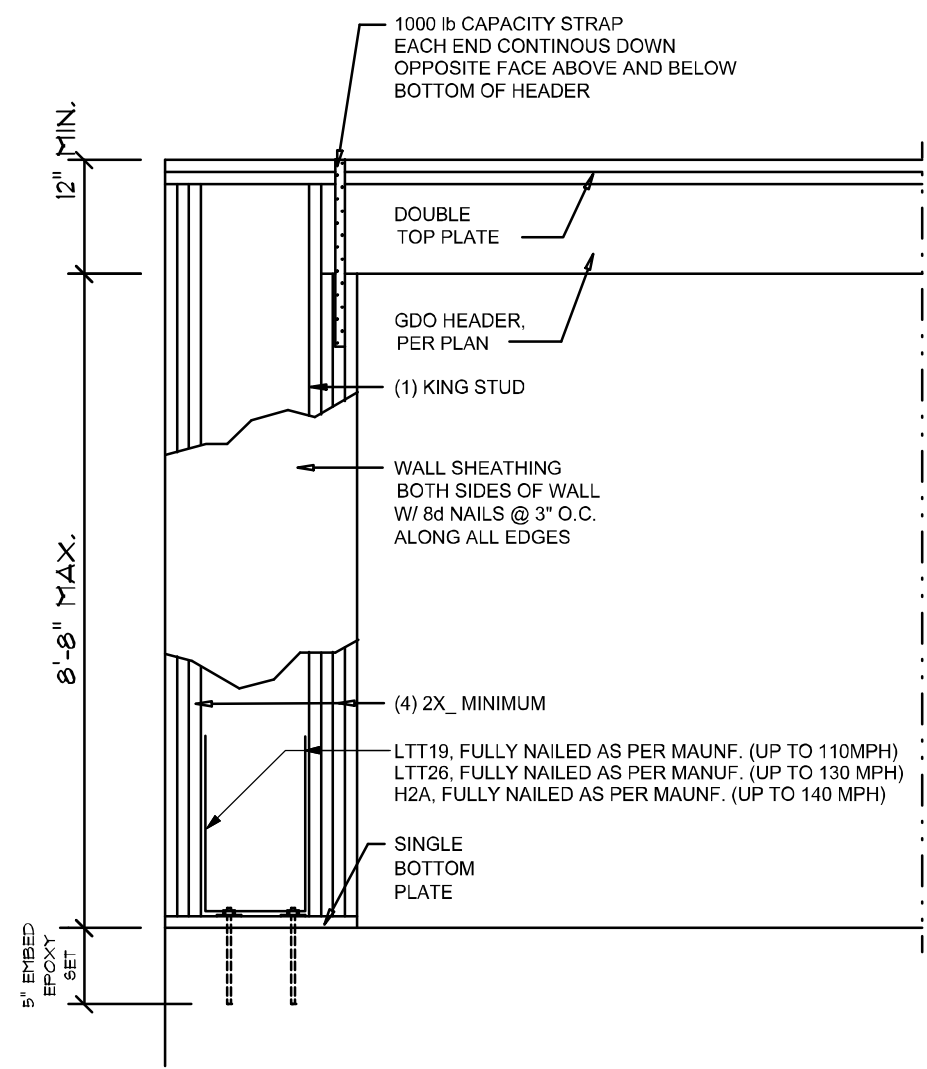 1000 lb CAPACITY STRAP
EACH END CONTINOUS DOWN
OPPOSITE FACE ABOVE AND BELOW
BOTTOM OF HEADER
12" MIN.
DOUBLE
TOP PLATE
GDO HEADER,
PER PLAN
(1) KING STUD
WALL SHEATHING
BOTH SIDES OF WALL
W/ 8d NAILS @ 3" O.C.
ALONG ALL EDGES
8'-8" MAX.
(4) 2X_ MINIMUM
LTT19, FULLY NAILED AS PER MAUNF. (UP TO 110MPH)
LTT26, FULLY NAILED AS PER MANUF. (UP TO 130 MPH)
H2A, FULLY NAILED AS PER MAUNF. (UP TO 140 MPH)
SINGLE
BOTTOM
PLATE
5" EMBED
EPOXY
SET